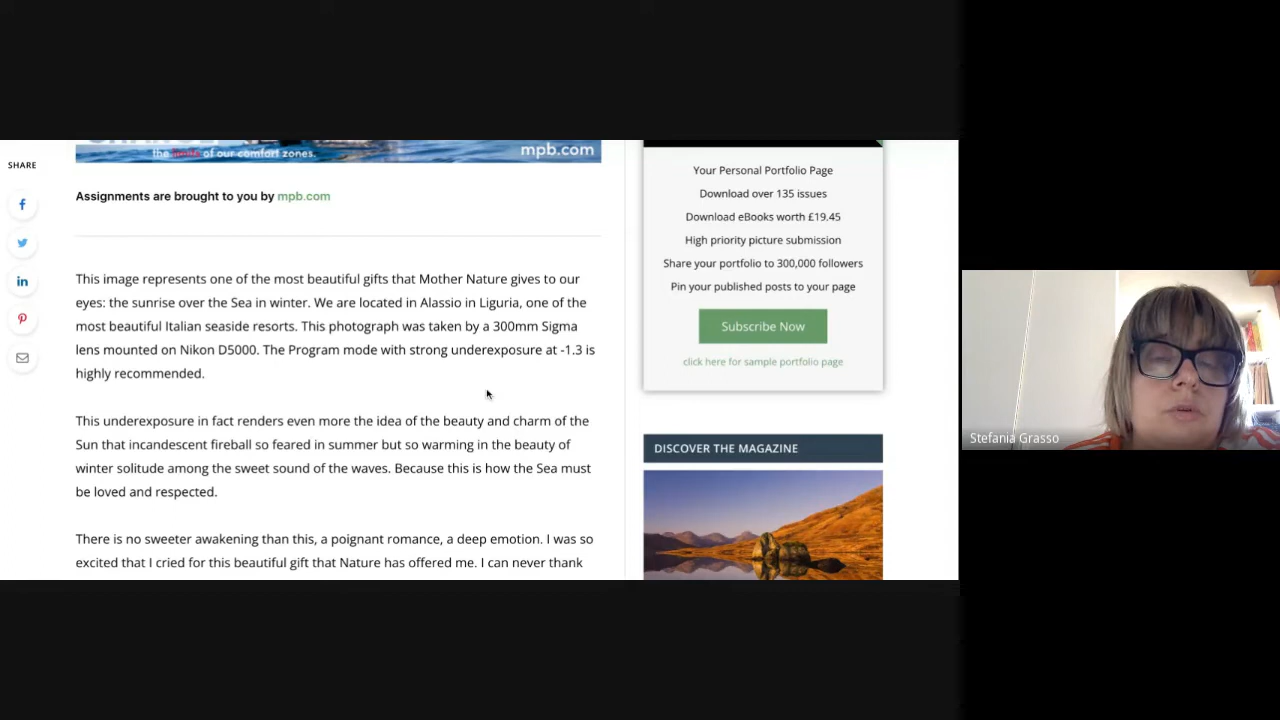 the limits of our comfort zones.
mpb.com
SHARE
Assignments are brought to you by mpb.com
This image represents one of the most beautiful gifts that Mother Nature gives to our
eyes: the sunrise over the Sea in winter. We are located in Alassio in Liguria, one of the
most beautiful Italian seaside resorts. This photograph was taken by a 300mm Sigma
lens mounted on Nikon D5000. The Program mode with strong underexposure at -1.3 is
highly recommended.
This underexposure in fact renders even more the idea of the beauty and charm of the
Sun that incandescent fireball so feared in summer but so warming in the beauty of
winter solitude among the sweet sound of the waves. Because this is how the Sea must
be loved and respected.
There is no sweeter awakening than this, a poignant romance, a deep emotion. I was so
excited that I cried for this beautiful gift that Nature has offered me. I can never thank
Your Personal Portfolio Page
Download over 135 issues
Download eBooks worth £19.45
High priority picture submission
Share your portfolio to 300,000 followers
Pin your published posts to your page
Subscribe Now
click here for sample portfolio page
DISCOVER THE MAGAZINE
Stefania Grasso